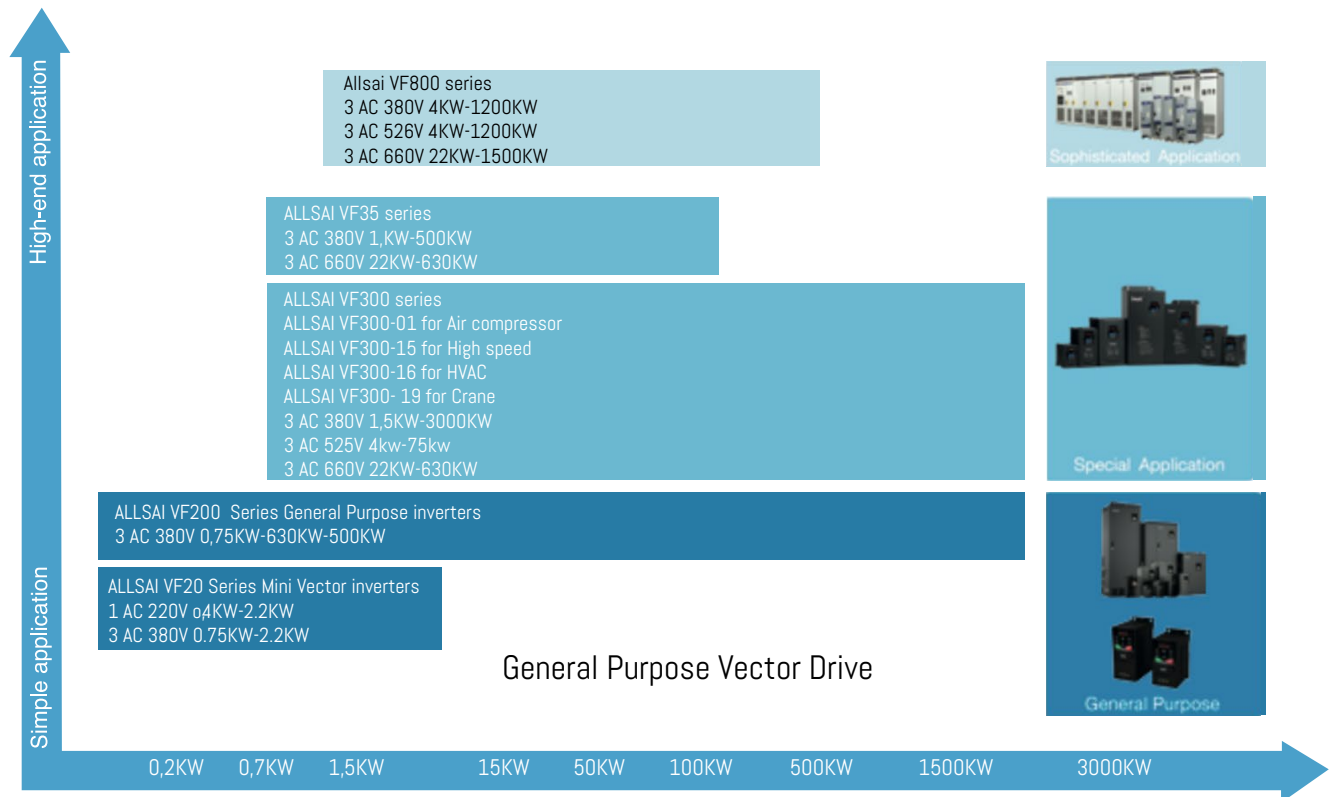 High-end application
Simple application
Allsai VF800 series
3 AC 380V 4KW-1200KW
3 AC 526V 4KW-1200KW
3 AC 660V 22KW-1500KW
Sophisticated Application
ALLSAI VF35 series
3 AC 380V 1,KW-500KW
3 AC 660V 22KW-630KW
ALLSAI VF300 series
ALLSAI VF300-01 for Air compressor
ALLSAI VF300-15 for High speed
ALLSAI VF300-16 for HVAC
ALLSAI VF300- 19 for Crane
3 AC 380V 1,5KW-3000KW
3 AC 525V 4kw-75kw
3 AC 660V 22KW-630KW
Special Application
ALLSAI VF200 Series General Purpose inverters
3 AC 380V 0,75KW-630KW-500KW
ALLSAI VF20 Series Mini Vector inverters
1 AC 220V o,4KW-2.2KW
3 AC 380V 0.75KW-2.2KW
General Purpose Vector Drive
General Purpose
0,2KW 0,7KW 1,5KW 15KW 50KW 100KW 500KW 1500KW 3000KW